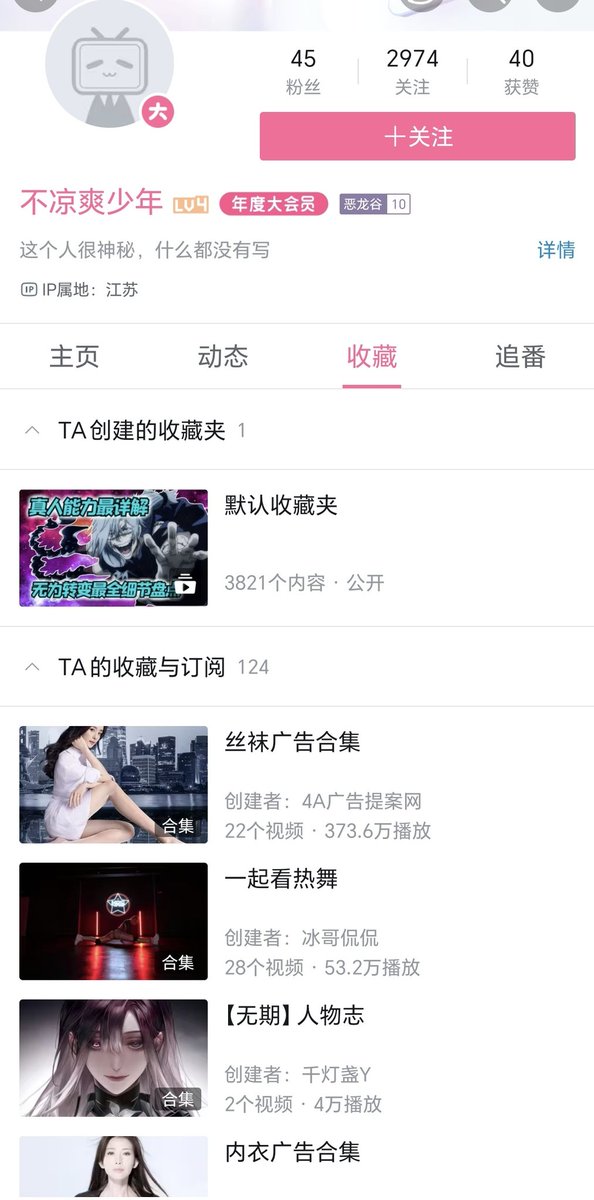 45
2974
40
粉丝
关注
获赞
大
十关注
不凉爽少年 LV4 年度大会员 恶龙谷 10
这个人很神秘，什么都没有写
详情
IP IP属地：江苏
主页
动态
收藏
追番
TA创建的收藏夹 1
真人能力最详解
无为转变最全细节盘点
默认收藏夹
3821个内容 · 公开
TA的收藏与订阅 124
合集
丝袜广告合集
创建者：4A广告提案网
22个视频 · 373.6万播放
合集
一起看热舞
创建者：冰哥侃侃
28个视频 · 53.2万播放
合集
【无期】人物志
创建者：千灯盏Y
2个视频 · 4万播放
内衣广告合集